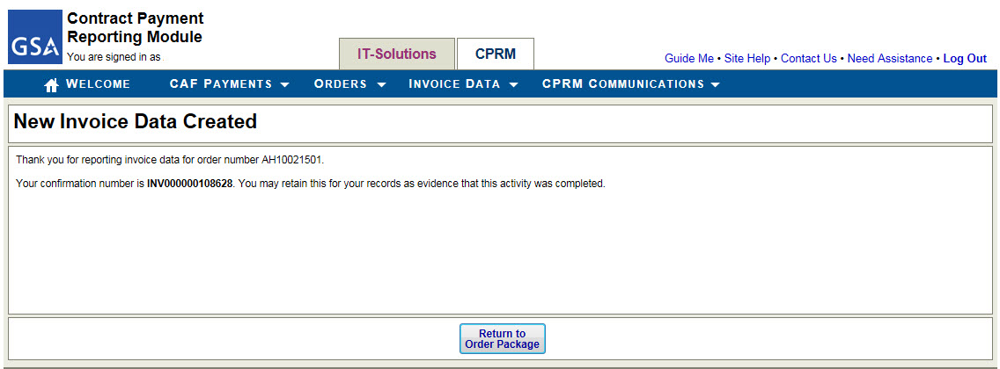 GSA
Contract Payment
Reporting Module
You are signed in as
IT-Solutions
CPRM
Guide Me • Site Help • Contact Us • Need Assistance • Log Out
WELCOME CAF PAYMENTS ORDERS INVOICE DATA CPRM COMMUNICATIONS
New Invoice Data Created
Thank you for reporting invoice data for order number AH10021501.
Your confirmation number is INV000000108628. You may retain this for your records as evidence that this activity was completed.
Return to
Order Package